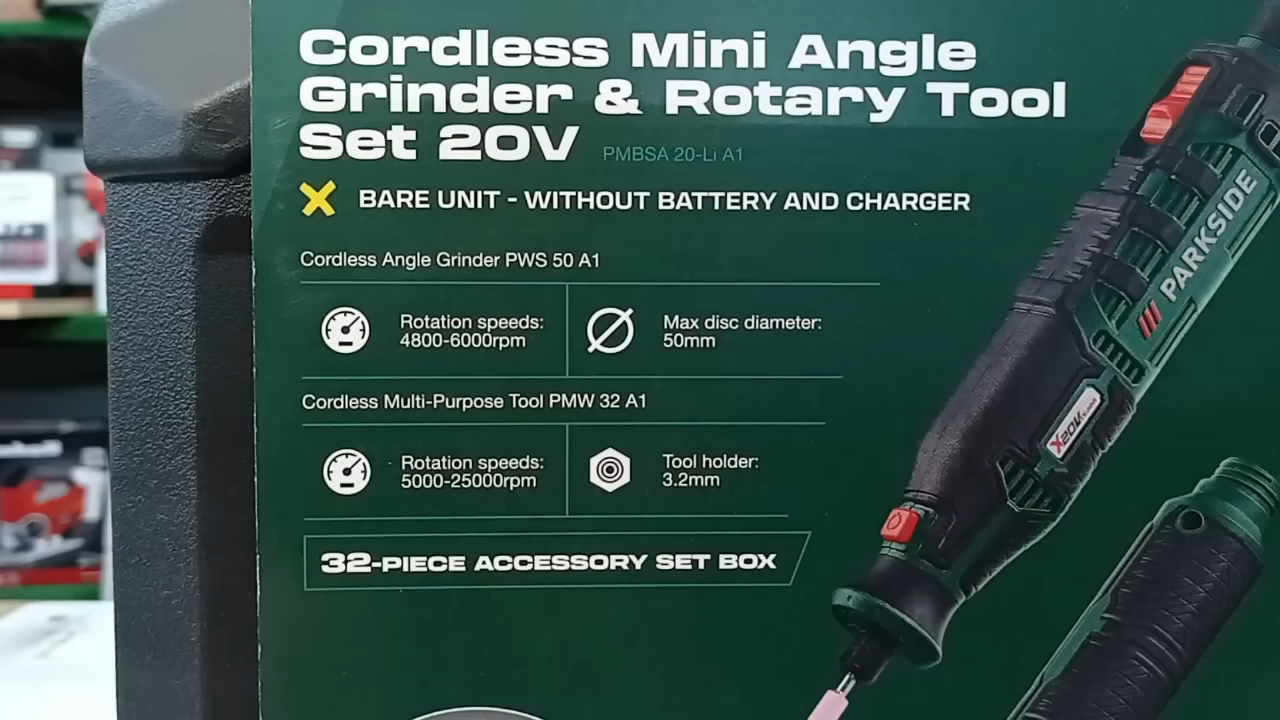 Cordless Mini Angle
Grinder & Rotary Tool
Set 20V PMBSA 20-Li A1
BARE UNIT - WITHOUT BATTERY AND CHARGER
Cordless Angle Grinder PWS 50 A1
Rotation speeds:
4800-6000rpm
Max disc diameter:
50mm
Cordless Multi-Purpose Tool PMW 32 A1
Rotation speeds:
5000-25000rpm
Tool holder:
3.2mm
32-PIECE ACCESSORY SET BOX
PARKSIDE
X20V TEAM